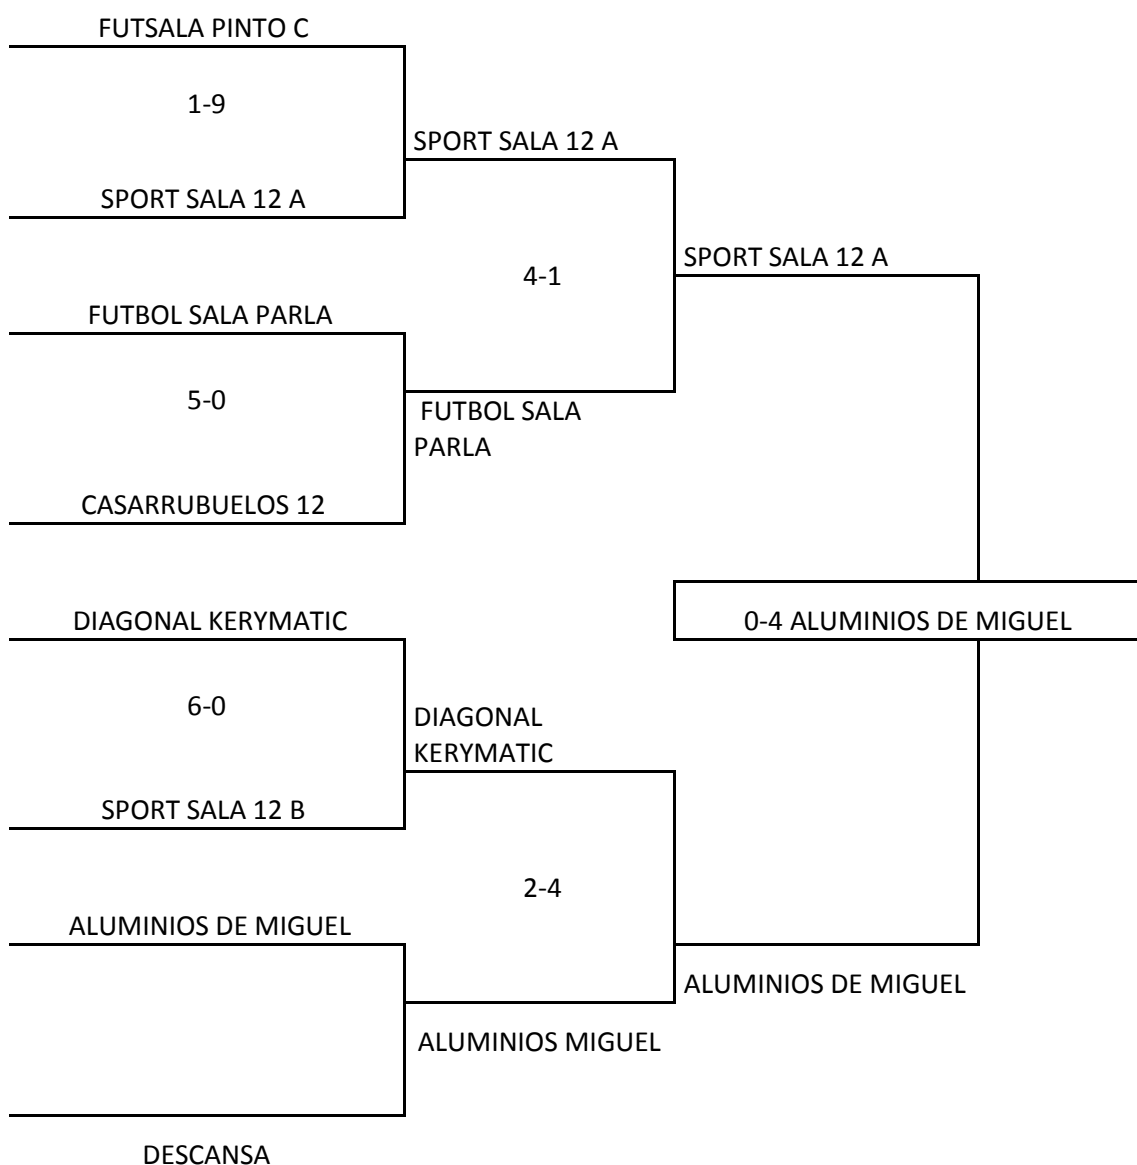 FUTSALA PINTO C
1-9
SPORT SALA 12 A
SPORT SALA 12 A
FUTBOL SALA PARLA
5-0
CASARRUBUELOS 12
4-1
SPORT SALA 12 A
FUTBOL SALA
PARLA
DIAGONAL KERYMATIC
6-0
SPORT SALA 12 B
DIAGONAL
KERYMATIC
0-4 ALUMINIOS DE MIGUEL
2-4
ALUMINIOS DE MIGUEL
ALUMINIOS DE MIGUEL
ALUMINIOS MIGUEL
DESCANSA